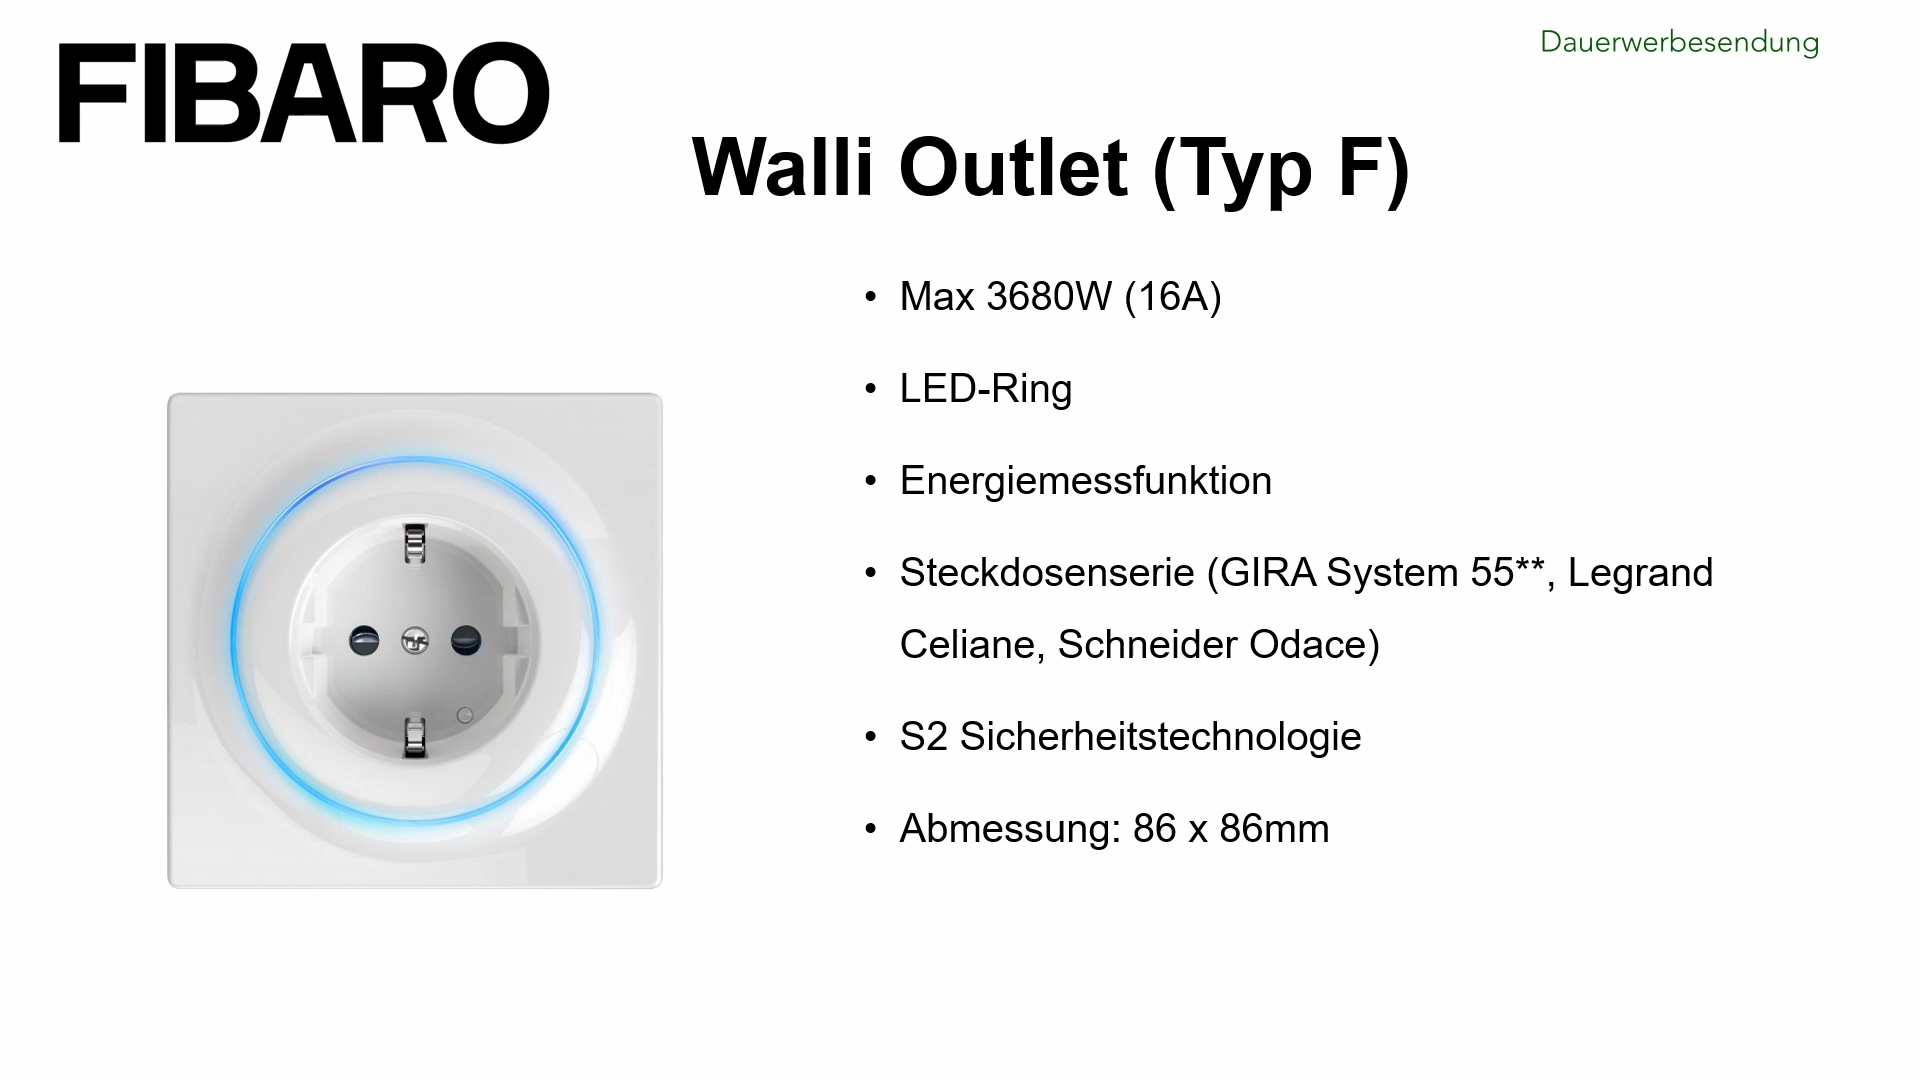 FIBARO
Dauerwerbesendung
Walli Outlet (Typ F)
• Max 3680W (16A)
• LED-Ring
• Energiemessfunktion
• Steckdosenserie (GIRA System 55**, Legrand
Celiane, Schneider Odace)
• S2 Sicherheitstechnologie
• Abmessung: 86 x 86mm